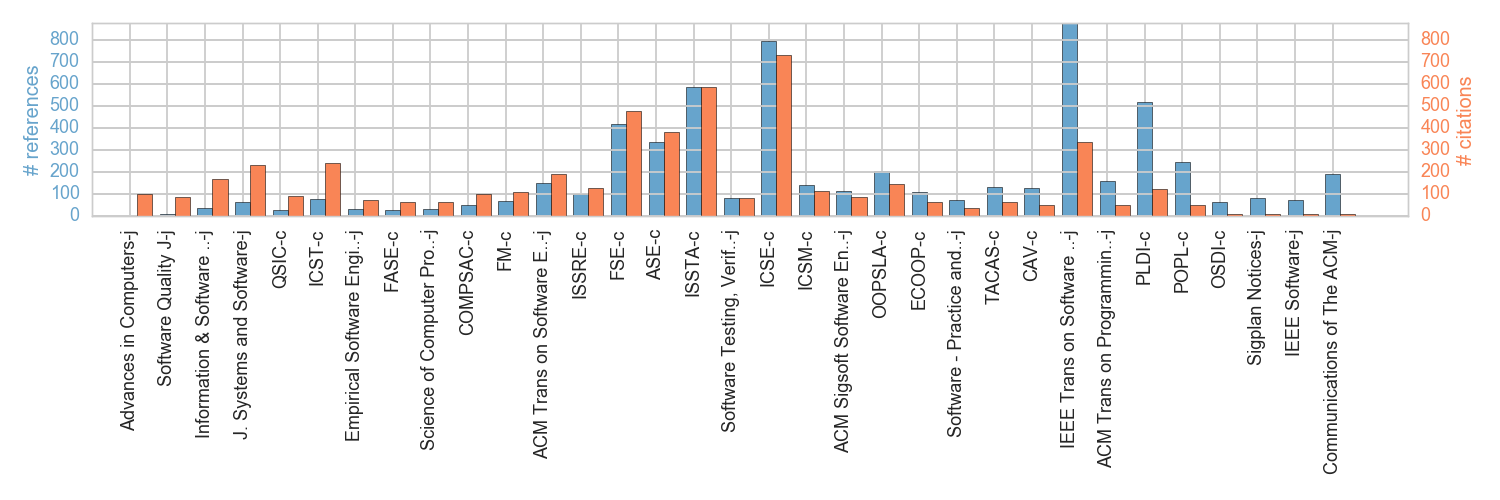 # references
800
700
600
500
400
300
200
100
0
800
700
600
500
400
300
200
100
0
# citations
Advances in Computers-j
Software Quality J-j
Information & Software ..-j
J. Systems and Software-j
QSIC-c
ICST-c
Empirical Software Engi..-j
FASE-c
Science of Computer Pro..-j
COMPSAC-c
FM-c
ACM Trans on Software E..-j
ISSRE-c
FSE-c
ASE-c
ISSTA-c
Software Testing, Verif..-j
ICSE-c
ICSM-c
ACM Sigsoft Software En..-j
OOPSLA-c
ECOOP-c
Software - Practice and..-j
TACAS-c
CAV-c
IEEE Trans on Software ..-j
ACM Trans on Programmin..-j
PLDI-c
POPL-c
OSDI-c
Sigplan Notices-j
IEEE Software-j
Communications of The ACM-j